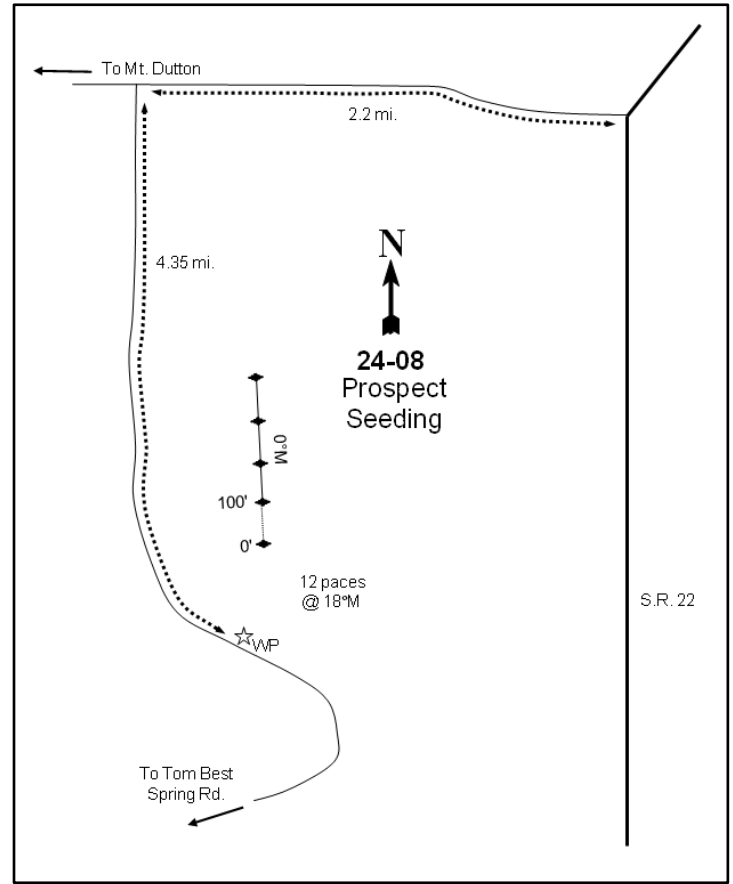 To Mt. Dutton
2.2 mi.
4.35 mi.
N
24-08
Prospect
Seeding
0°M
100'
0'
12 paces
@ 18°M
S.R. 22
WP
To Tom Best
Spring Rd.